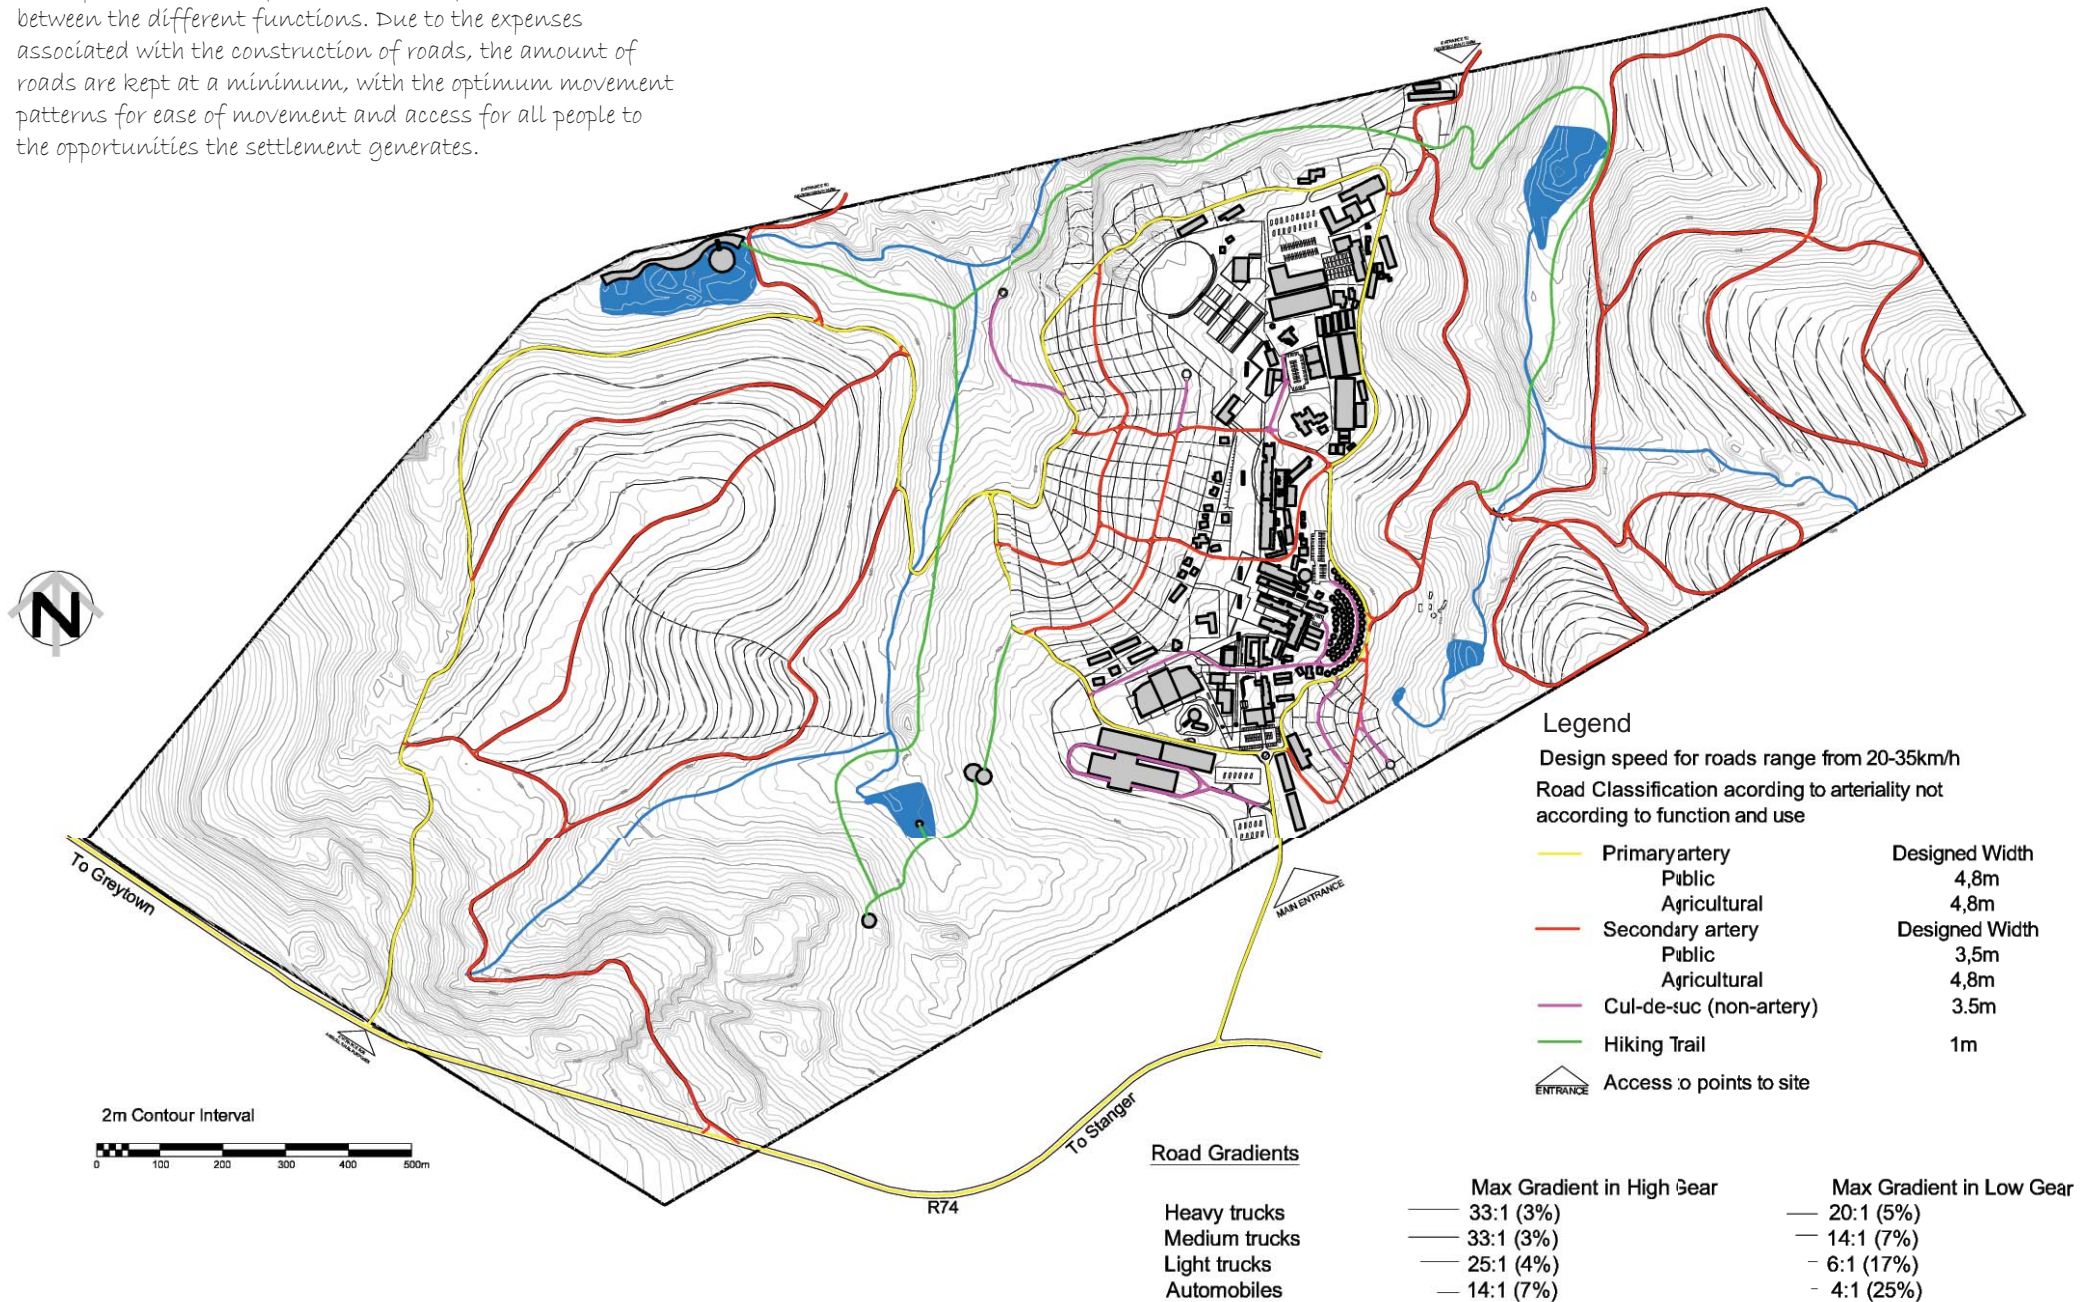 between the different functions. Due to the expenses
associated with the construction of roads, the amount of
roads are kept at a minimum, with the optimum movement
patterns for ease of movement and access for all people to
the opportunities the settlement generates.
ENTRANCE TO
ENTRANCE TO
N
To Greytown
MAIN ENTRANCE
To Stanger
R74
2m Contour Interval
0 100 200 300 400 500m
Legend
Design speed for roads range from 20-35km/h
Road Classification acording to arteriality not
according to function and use
Primary artery Designed Width
Public 4,8m
Agricultural 4,8m
Secondary artery Designed Width
Public 3,5m
Agricultural 4,8m
Cul-de-suc (non-artery) 3.5m
Hiking Trail 1m
ENTRANCE Access :o points to site
Road Gradients
Max Gradient in High Gear Max Gradient in Low Gear
Heavy trucks 33:1 (3%) 20:1 (5%)
Medium trucks 33:1 (3%) 14:1 (7%)
Light trucks 25:1 (4%) 6:1 (17%)
Automobiles 14:1 (7%) 4:1 (25%)